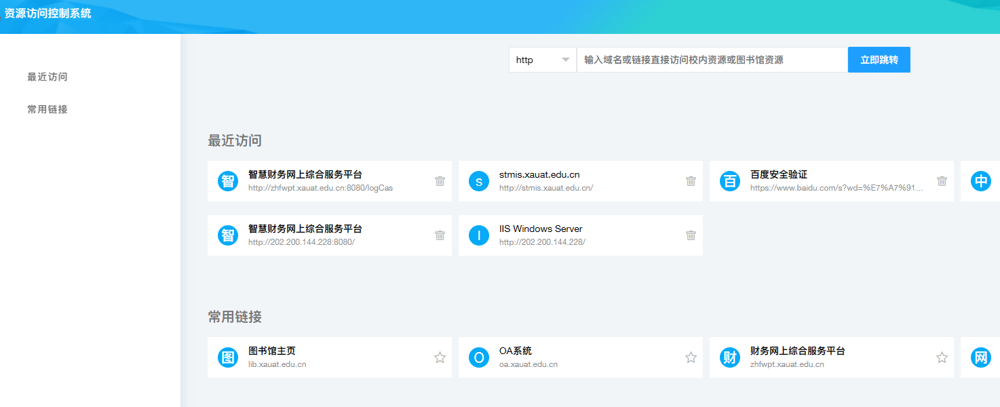 资源访问控制系统
最近访问
常用链接
http
输入域名或链接直接访问校内资源或图书馆资源
立即跳转
最近访问
智
智慧财务网上综合服务平台
http://zhfwpt.xauat.edu.cn:8080/logCas
s
stmis.xauat.edu.cn
http://stmis.xauat.edu.cn/
百
百度安全验证
https://www.baidu.com/s?wd=%E7%A7%91...
中
智
智慧财务网上综合服务平台
http://202.200.144.228:8080/
I
IIS Windows Server
http://202.200.144.228/
常用链接
图
图书馆主页
lib.xauat.edu.cn
O
OA系统
oa.xauat.edu.cn
财
财务网上综合服务平台
zhfwpt.xauat.edu.cn
网